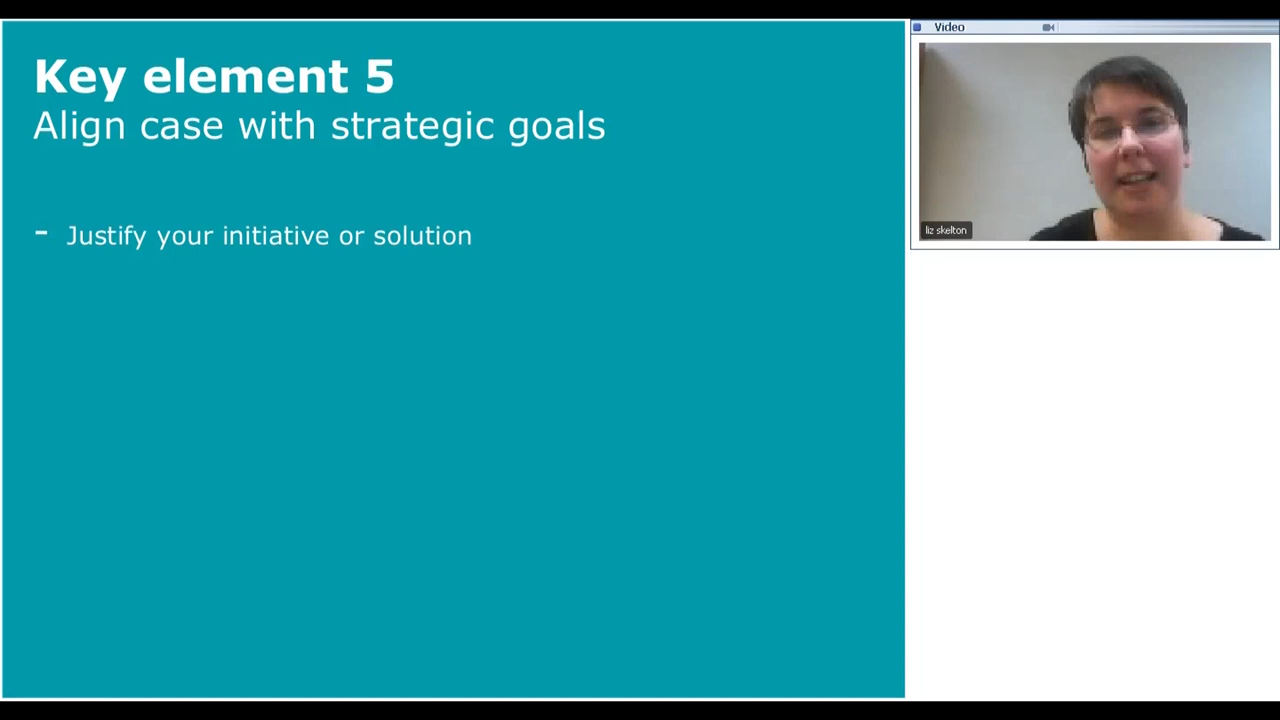 Key element 5
Align case with strategic goals
- Justify your initiative or solution
Video
liz skelton